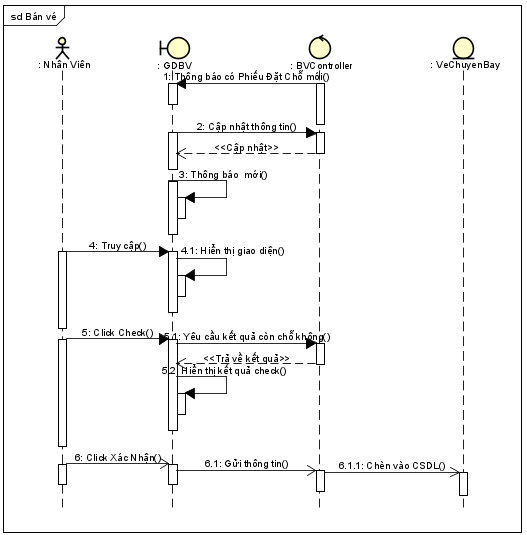 sd Bán vé
: Nhân Viên
: GDBV
: BVController
: VeChuyenBay
1: Thông báo có Phiếu Đặt Chỗ mới()
2: Cập nhật thông tin()
<<Cập nhật>>
3: Thông báo mới()
4: Truy cập()
4.1: Hiển thị giao diện()
5: Click Check()
5.1: Yêu cầu kết quả còn chỗ không()
<<Trả về kết quả>>
5.2: Hiển thị kết quả check()
6: Click Xác Nhận()
6.1: Gửi thông tin()
6.1.1: Chèn vào CSDL()